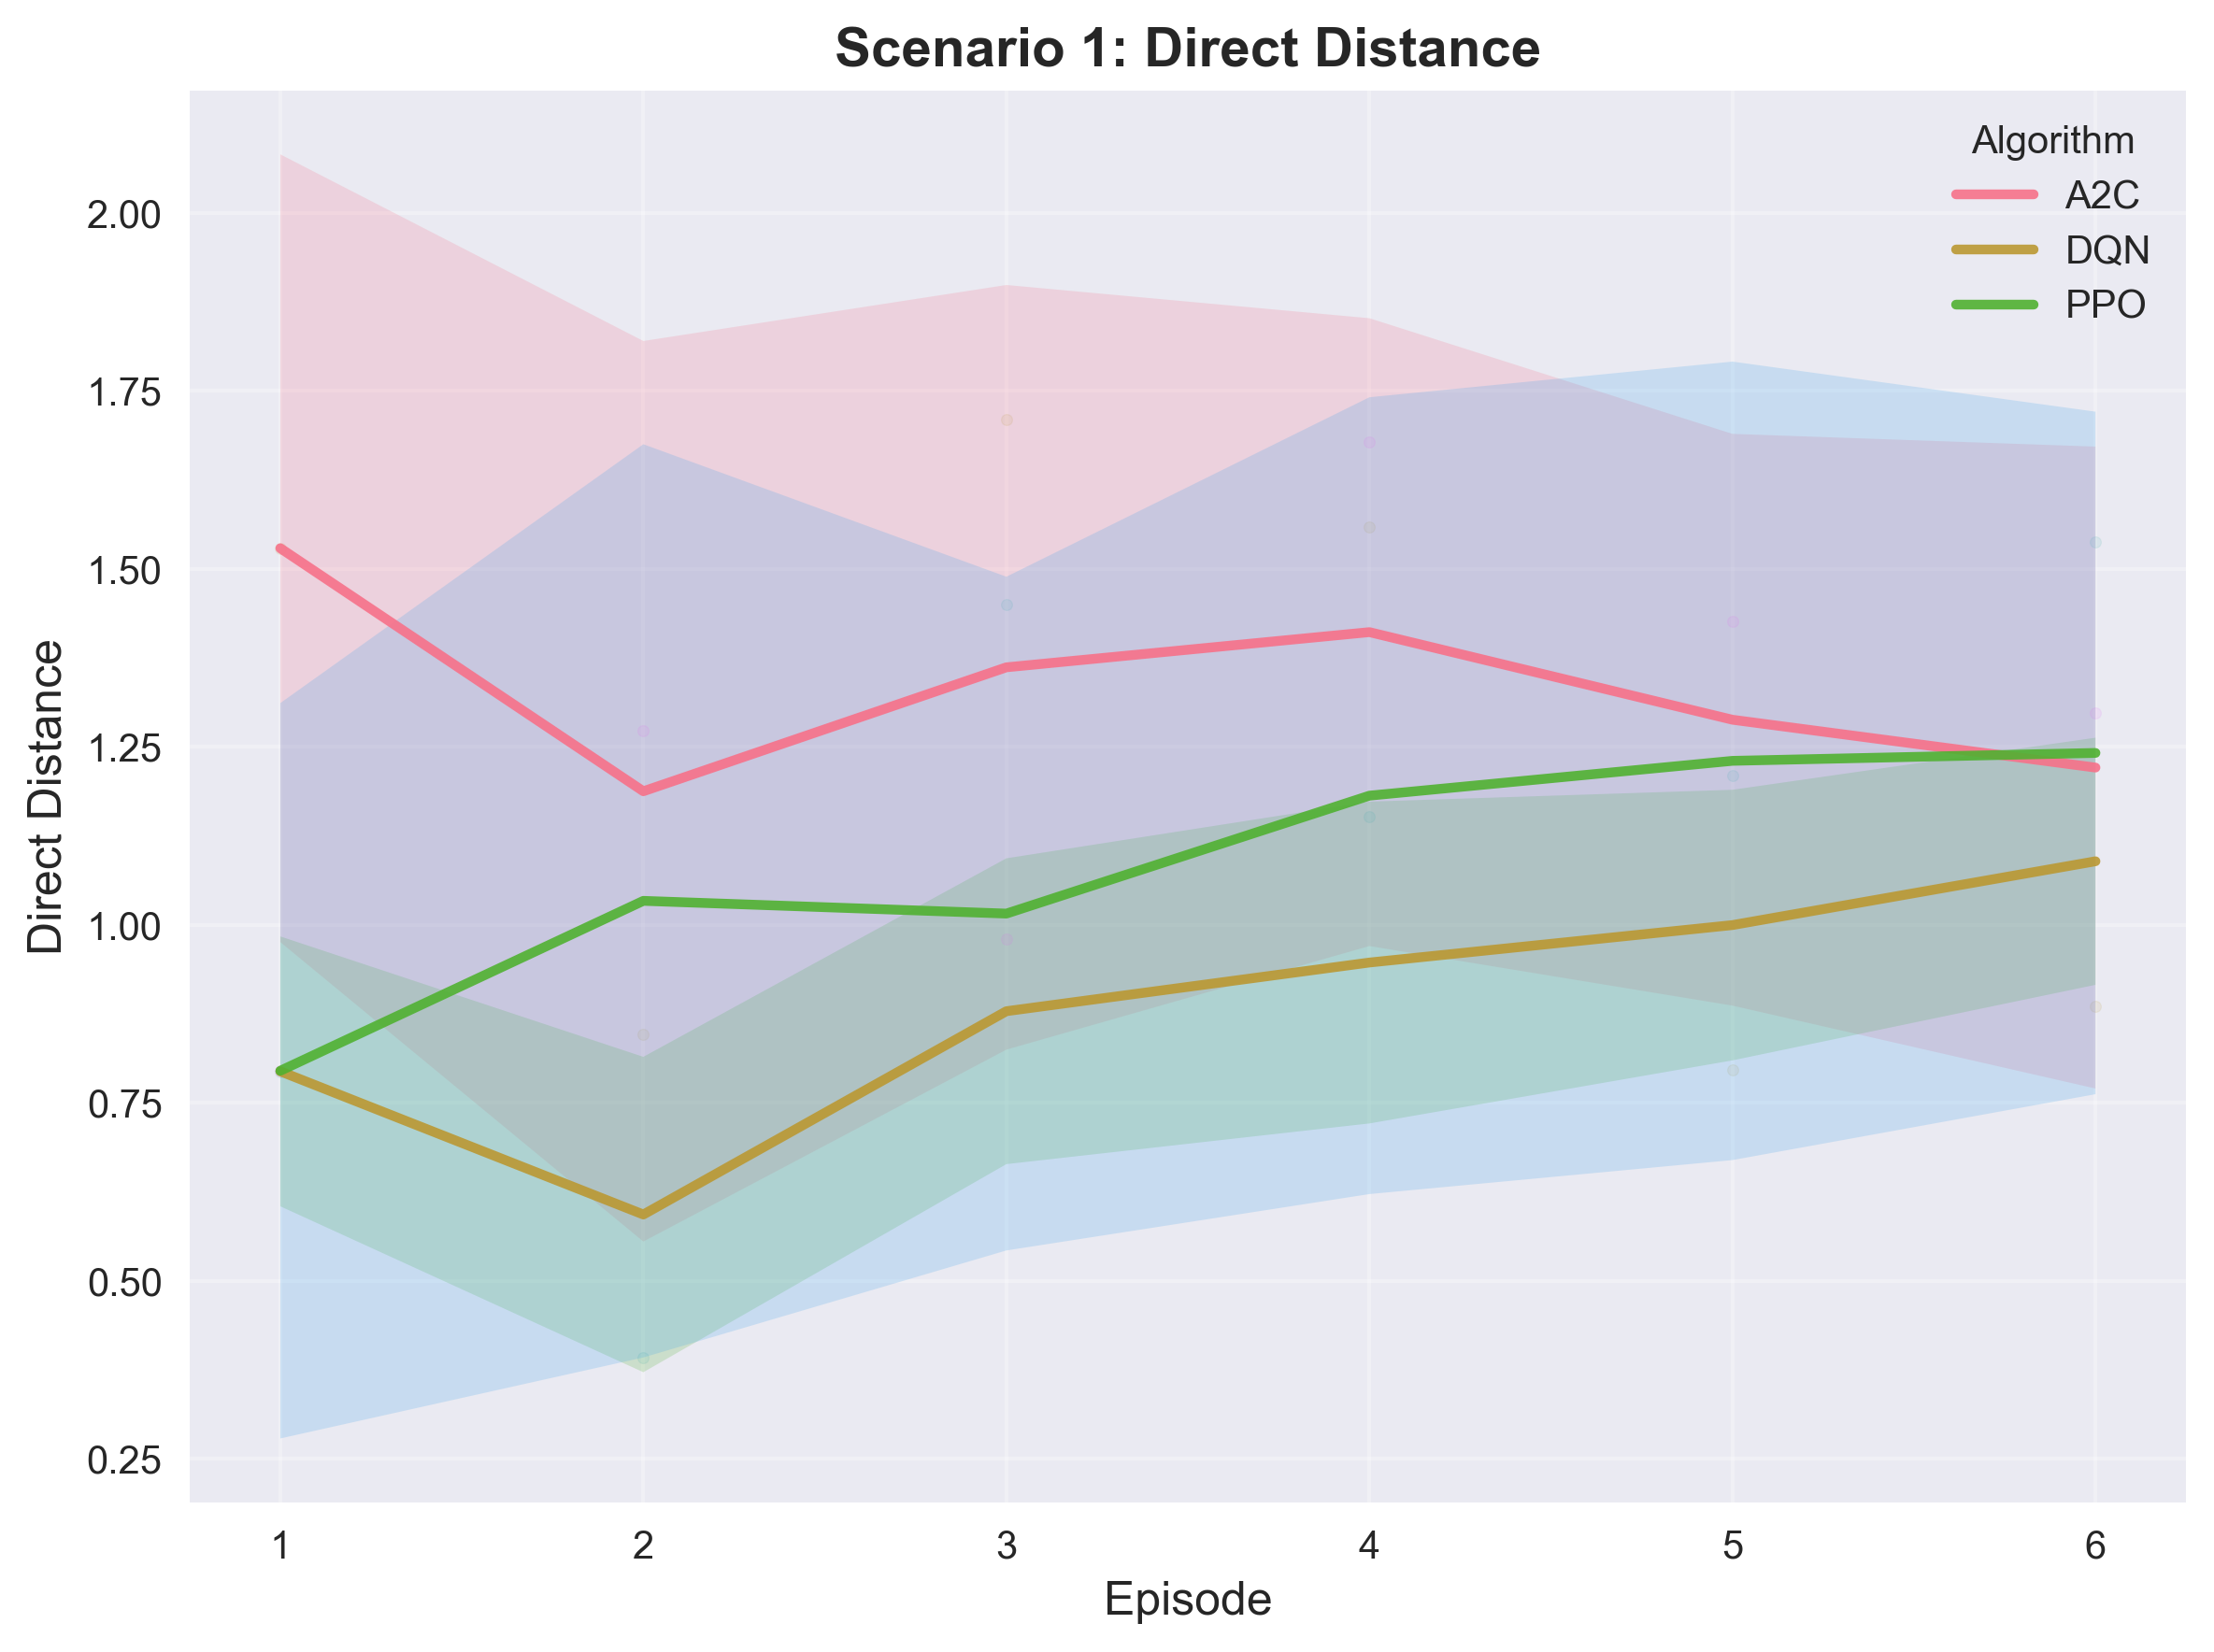 Scenario 1: Direct Distance
Algorithm
A2C
DQN
PPO
2.00
1.75
1.50
1.25
1.00
0.75
0.50
0.25
Direct Distance
1 2 3 4 5 6
Episode